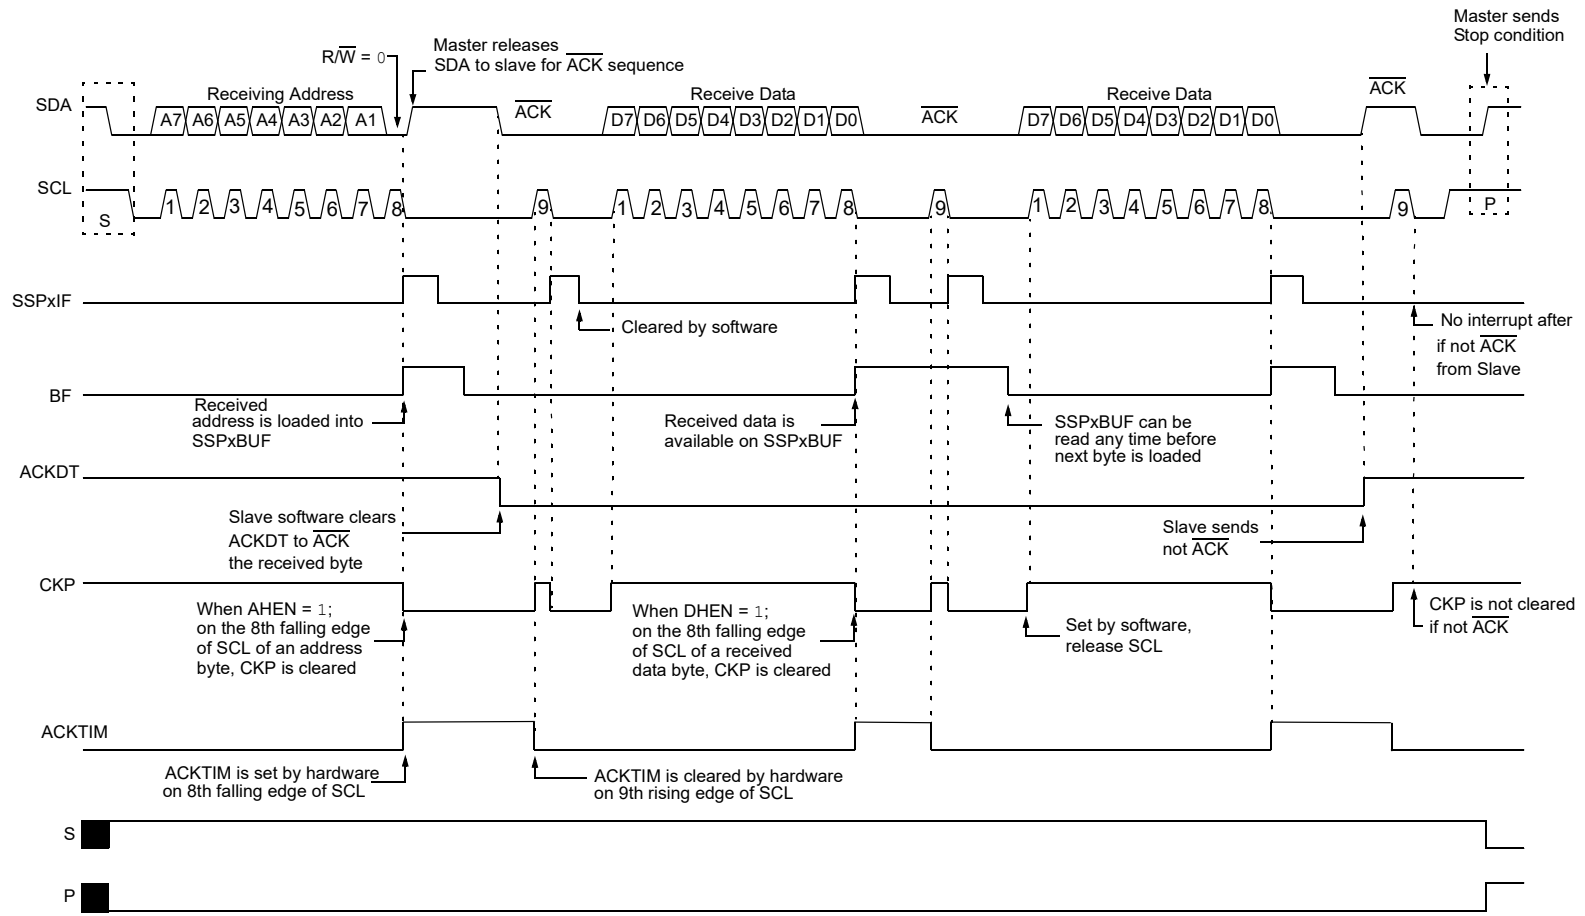 Master sends
Stop condition
Master releases
SDA to slave for ACK sequence
R/W = 0
Receiving Address
Receive Data
Receive Data
ACK
SDA
A7 A6 A5 A4 A3 A2 A1
ACK
D7 D6 D5 D4 D3 D2 D1 D0
ACK
D7 D6 D5 D4 D3 D2 D1 D0
SCL
S
1 2 3 4 5 6 7 8
9
1 2 3 4 5 6 7 8
9
1 2 3 4 5 6 7 8
9
P
SSPxIF
Cleared by software
No interrupt after
if not ACK
from Slave
BF
Received
address is loaded into
SSPxBUF
Received data is
available on SSPxBUF
SSPxBUF can be
read any time before
next byte is loaded
ACKDT
Slave software clears
ACKDT to ACK
the received byte
Slave sends
not ACK
CKP
When AHEN = 1;
on the 8th falling edge
of SCL of an address
byte, CKP is cleared
When DHEN = 1;
on the 8th falling edge
of SCL of a received
data byte, CKP is cleared
Set by software,
release SCL
CKP is not cleared
if not ACK
ACKTIM
ACKTIM is set by hardware
on 8th falling edge of SCL
ACKTIM is cleared by hardware
on 9th rising edge of SCL
S
P